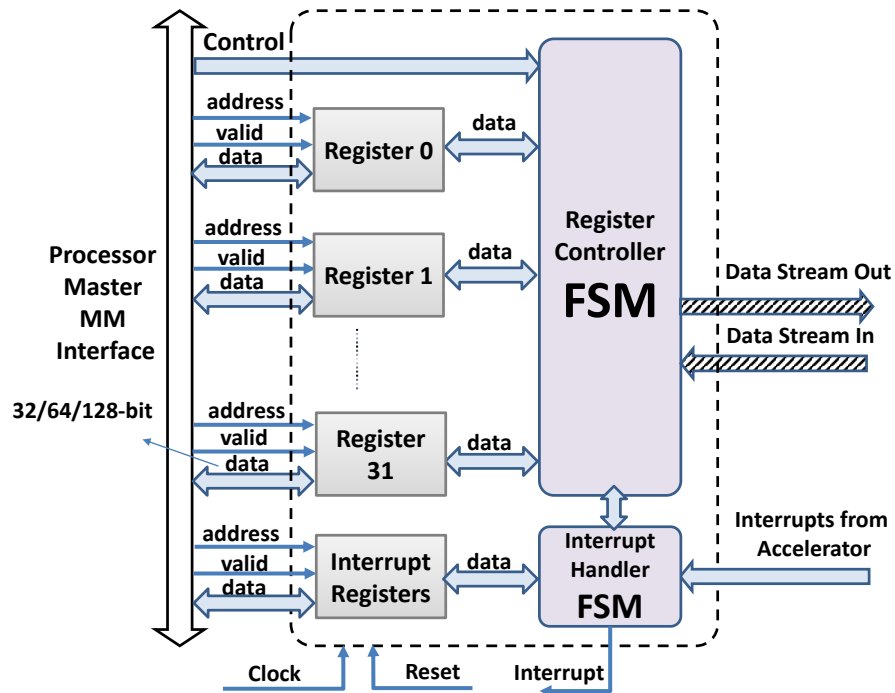 Control
address
valid
data
Register 0
data
address
valid
data
Register 1
data
Processor
Master
MM
Interface
32/64/128-bit
address
valid
data
Register
31
data
address
valid
data
Interrupt
Registers
data
Register
Controller
FSM
Data Stream Out
Data Stream In
Interrupt
Handler
FSM
Interrupts from
Accelerator
Clock
Reset
Interrupt